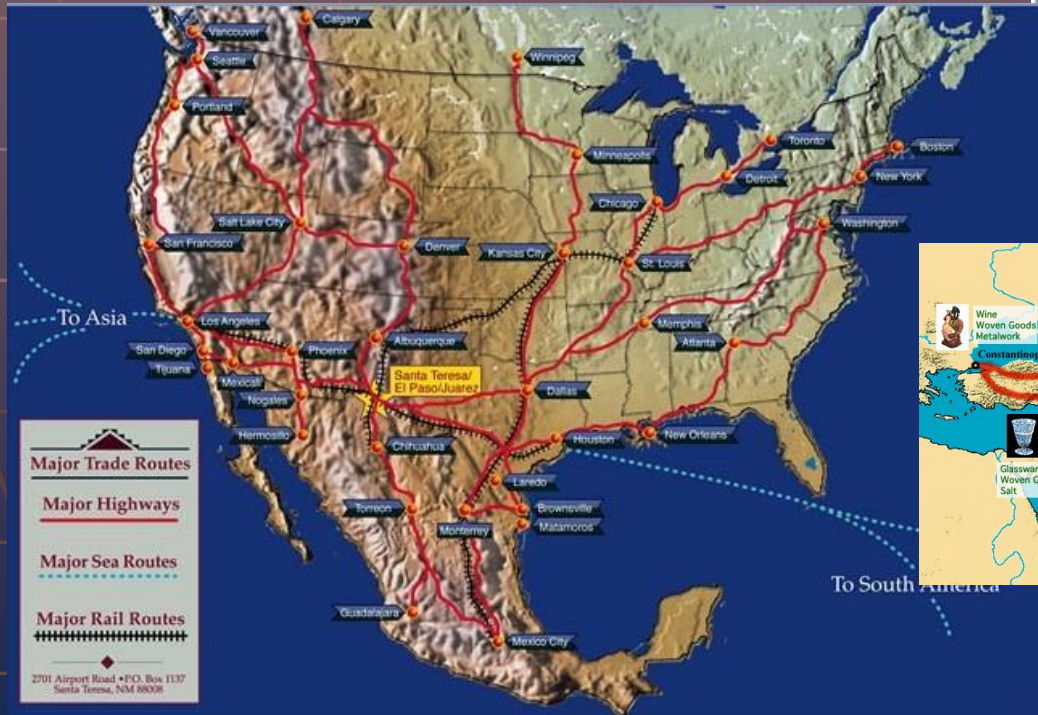 Calgary
Vancouver
Seattle
Winnipeg
Portland
Toronto
Boston
Minneapolis
Detroit
New York
Chicago
Salt Lake City
Washington
San Francisco
Denver
Kansas City
St. Louis
To Asia
Los Angeles
Memphis
Albuquerque
Atlanta
San Diego
Phoenix
Tijuana
Mexicali
Santa Teresa/
El Paso/Juarez
Nogales
Dallas
Hermosillo
Chihuahua
Houston
New Orleans
Laredo
Torreon
Brownsville
Monterrey
Matamoros
To South America
Guadalajara
Mexico City
Major Trade Routes
Major Highways
Major Sea Routes
Major Rail Routes
2701 Airport Road • P.O. Box 1137
Santa Teresa, NM 88008
Wine
Woven Goods
Metalwork
Salt